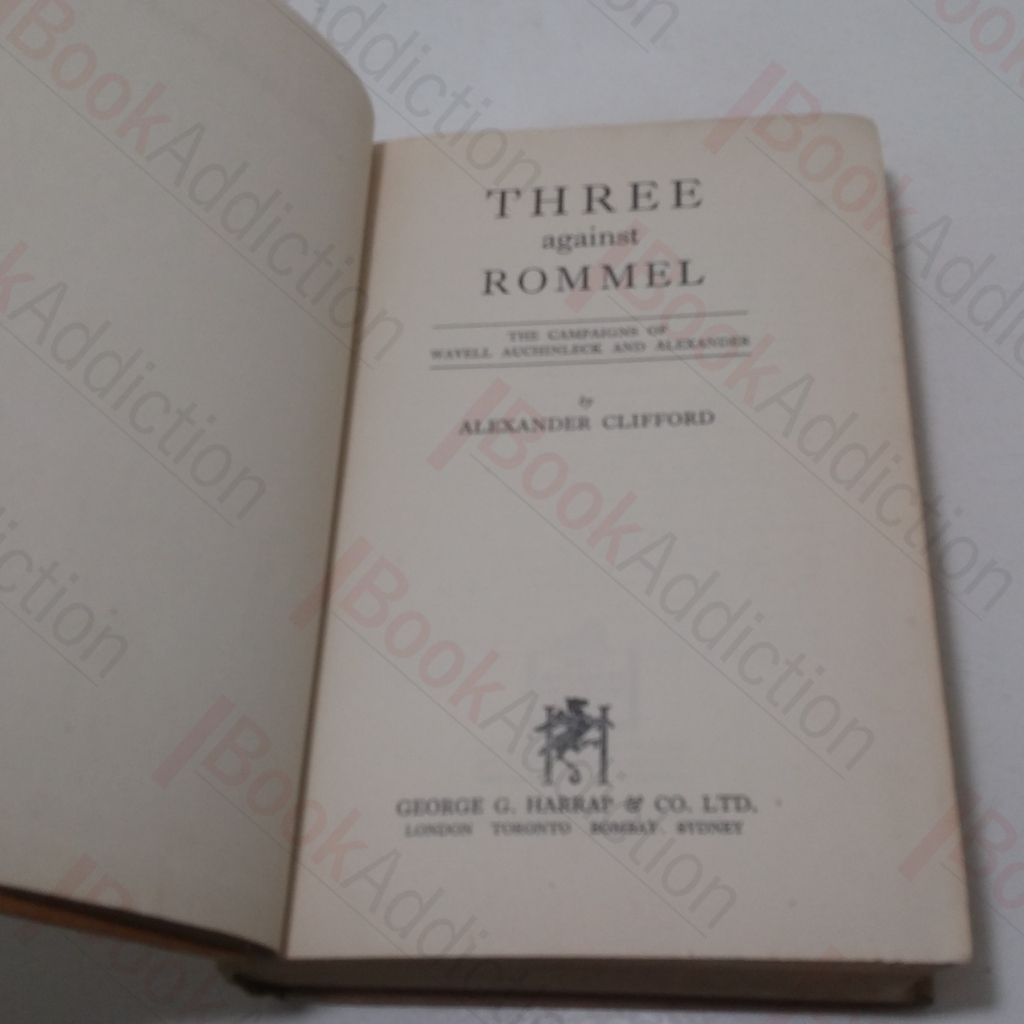 THREE
against
ROMMEL
THE CAMPAIGNS OF
WAVELL AUCHINLECK AND ALEXANDER
by
ALEXANDER CLIFFORD
GEORGE G. HARRAP & CO. LTD.
LONDON TORONTO BOMBAY SYDNEY
BookAddiction